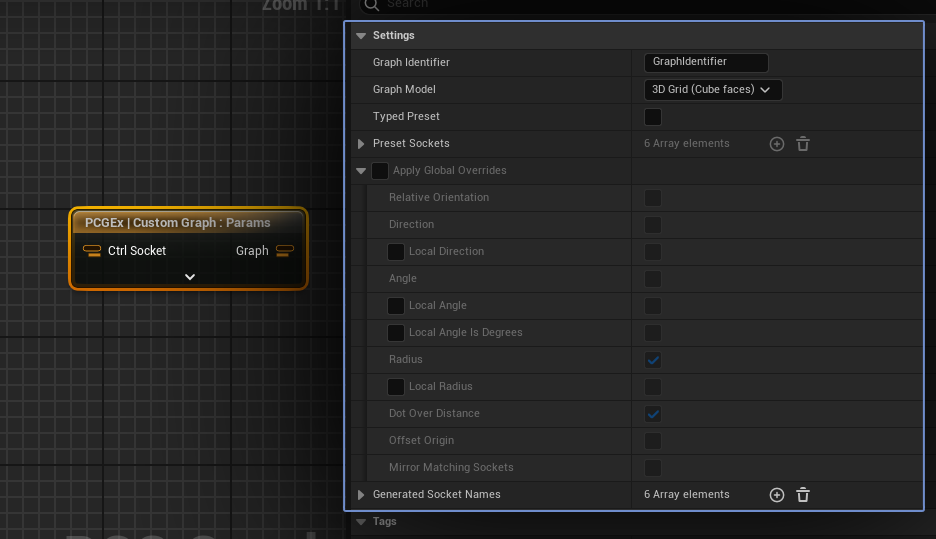 Zoom 1:1
Search
Settings
Graph Identifier
GraphIdentifier
Graph Model
3D Grid (Cube faces)
Typed Preset
Preset Sockets
6 Array elements
Apply Global Overrides
Relative Orientation
Direction
Local Direction
Angle
Local Angle
Local Angle Is Degrees
Radius
Local Radius
Dot Over Distance
Offset Origin
Mirror Matching Sockets
Generated Socket Names
6 Array elements
Tags
PCGEx | Custom Graph : Params
Ctrl Socket
Graph